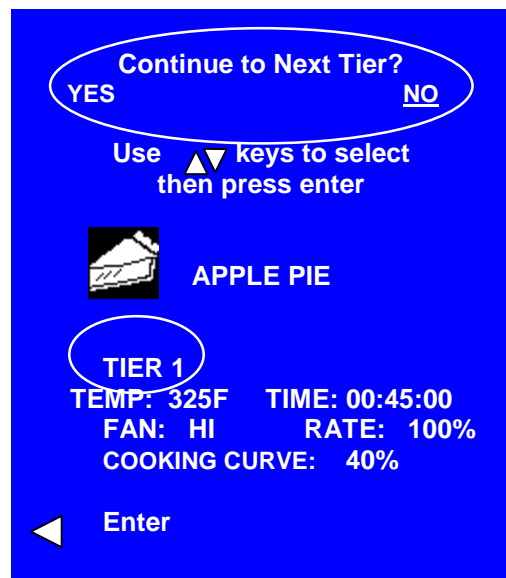 Continue to Next Tier?
YES NO
Use △▽ keys to select
then press enter
APPLE PIE
TIER 1
TEMP: 325F TIME: 00:45:00
FAN: HI RATE: 100%
COOKING CURVE: 40%
Enter